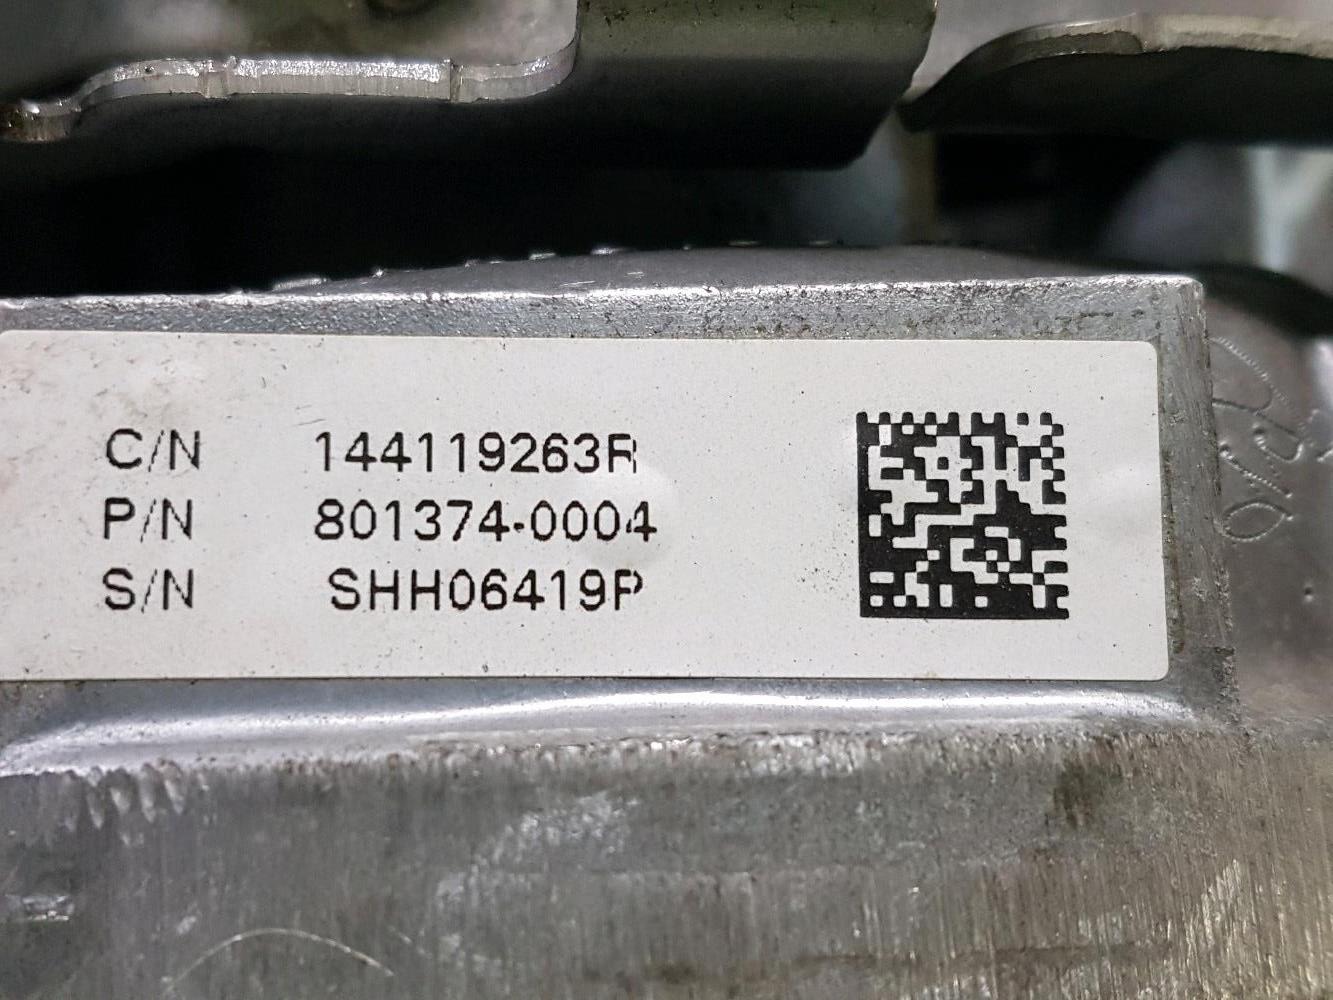 C/N 144119263R
P/N 801374-0004
S/N SHH06419P